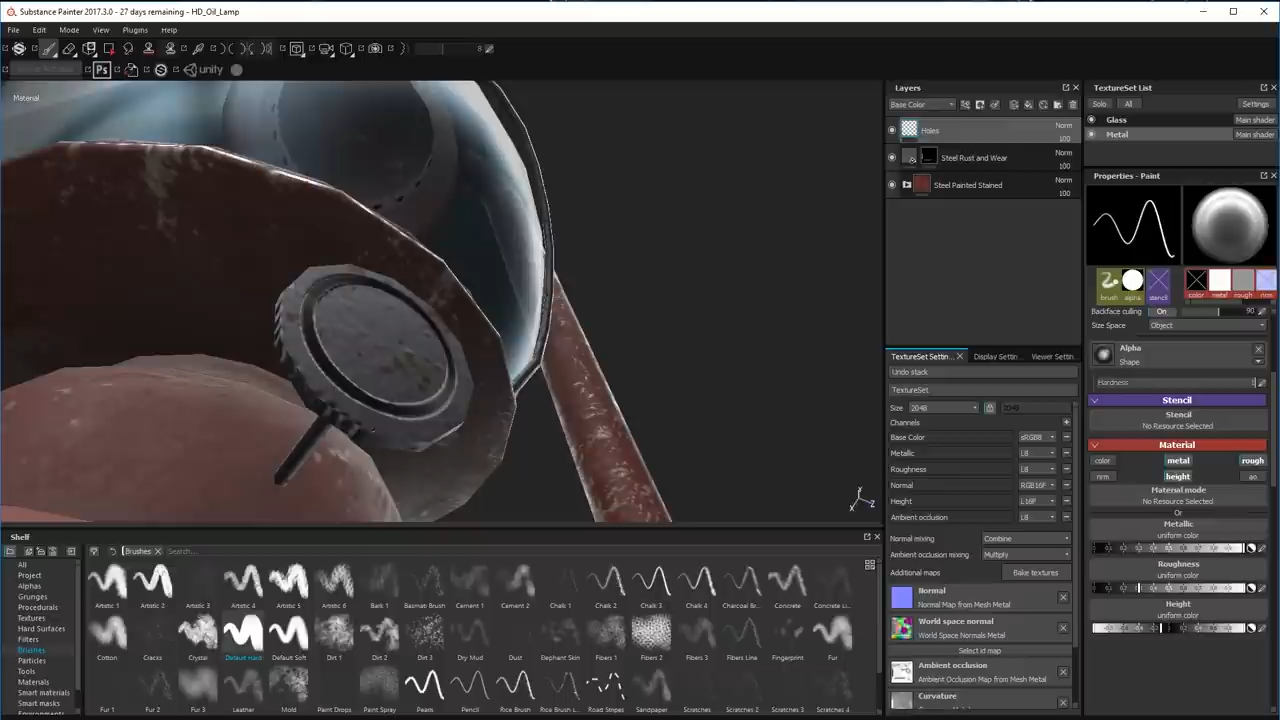 Substance Painter 2017.3.0 - 27 days remaining - HD_Oil_Lamp
File Edit Mode View Plugins Help
8
Ps unity
Material
Layers
Base Color
Holes Norm 100
Steel Rust and Wear Norm 100
Steel Painted Stained Norm 100
TextureSet List
Solo All Settings
Glass Main shader
Metal Main shader
Properties - Paint
brush alpha stencil color metal rough nrm
Backface culling On 90
Size Space Object
Alpha
Shape
Hardness 1
Stencil
Stencil
No Resource Selected
Material
color metal rough
nrm height ao
Material mode
No Resource Selected
Or
Metallic
uniform color
Roughness
uniform color
Height
uniform color
TextureSet Settin... Display Settin... Viewer Settin...
Undo stack
TextureSet
Size 2048 2048
Channels
Base Color sRGB8
Metallic L8
Roughness L8
Normal RGB16F
Height L16F
Ambient occlusion L8
Normal mixing Combine
Ambient occlusion mixing Multiply
Additional maps Bake textures
Normal
Normal Map from Mesh Metal
World space normal
World Space Normals Metal
Select id map
Ambient occlusion
Ambient Occlusion Map from Mesh Metal
Curvature
Shelf
Brushes Search...
All
Project
Alphas
Grunges
Procedurals
Textures
Hard Surfaces
Filters
Brushes
Particles
Tools
Materials
Smart materials
Smart masks
Artistic 1 Artistic 2 Artistic 3 Artistic 4 Artistic 5 Artistic 6 Bark 1 Basmati Brush Cement 1 Cement 2 Chalk 1 Chalk 2 Chalk 3 Chalk 4 Charcoal Br... Concrete Concrete Li...
Cotton Cracks Crystal Default Hard Default Soft Dirt 1 Dirt 2 Dirt 3 Dry Mud Dust Elephant Skin Fibers 1 Fibers 2 Fibers 3 Fibers Line Fingerprint Fur
Fur 1 Fur 2 Fur 3 Leather Mold Paint Drops Paint Spray Pearls Pencil Rice Brush Rice Brush L... Road Stripes Sandpaper Scratches 1 Scratches 2 Scratches 3 Scratches 4